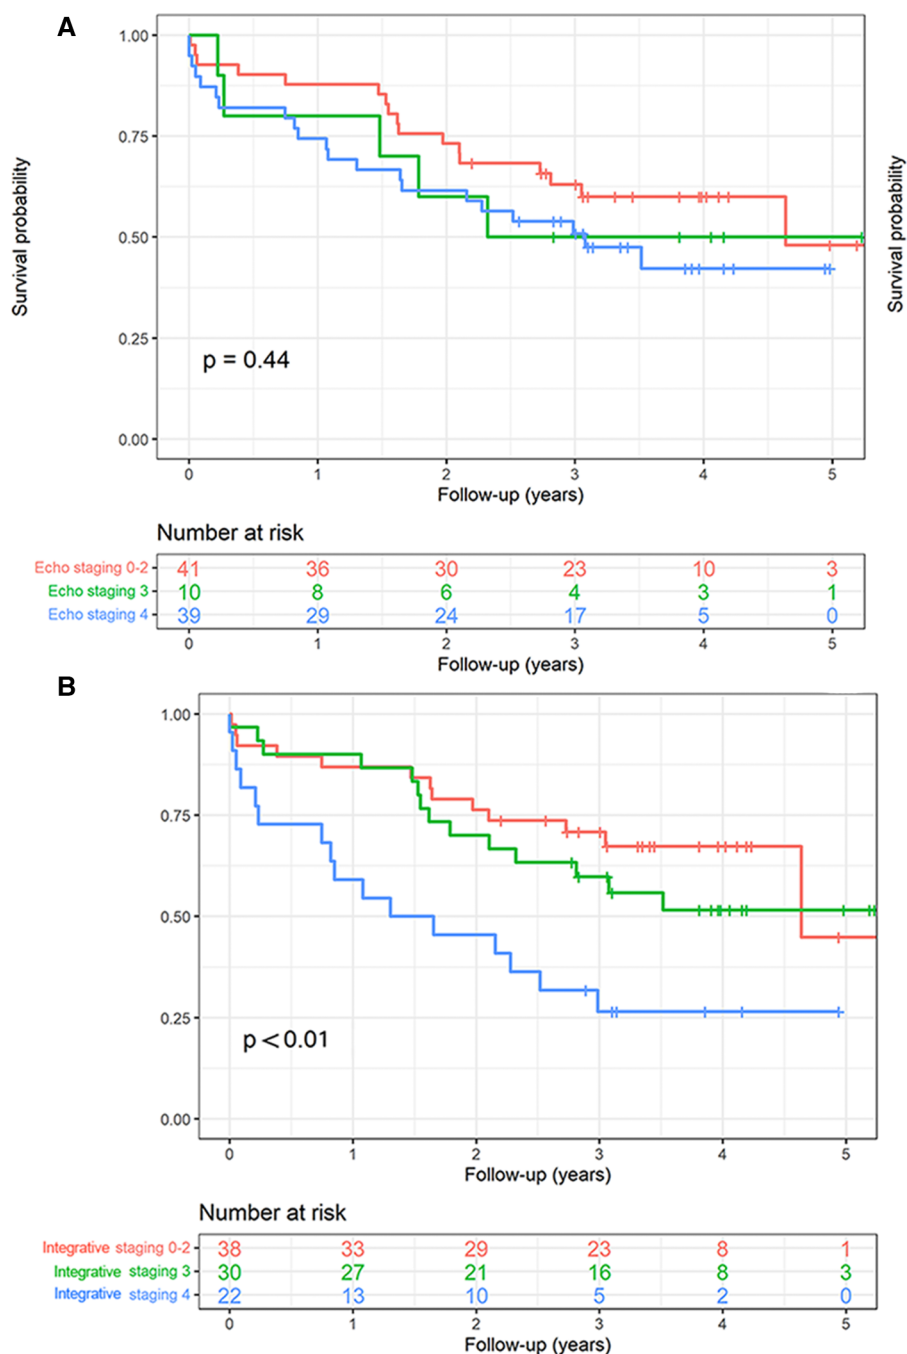 A
1.00
0.75
0.50
0.25
0.00
Survival probability
Survival probability
p = 0.44
0 1 2 3 4 5
Follow-up (years)
Number at risk
Echo staging 0-2 41 36 30 23 10 3
Echo staging 3 10 8 6 4 3 1
Echo staging 4 39 29 24 17 5 0
0 1 2 3 4 5
Follow-up (years)
B
1.00
0.75
0.50
0.25
0.00
p < 0.01
0 1 2 3 4 5
Follow-up (years)
Number at risk
Integrative staging 0-2 38 33 29 23 8 1
Integrative staging 3 30 27 21 16 8 3
Integrative staging 4 22 13 10 5 2 0
0 1 2 3 4 5
Follow-up (years)